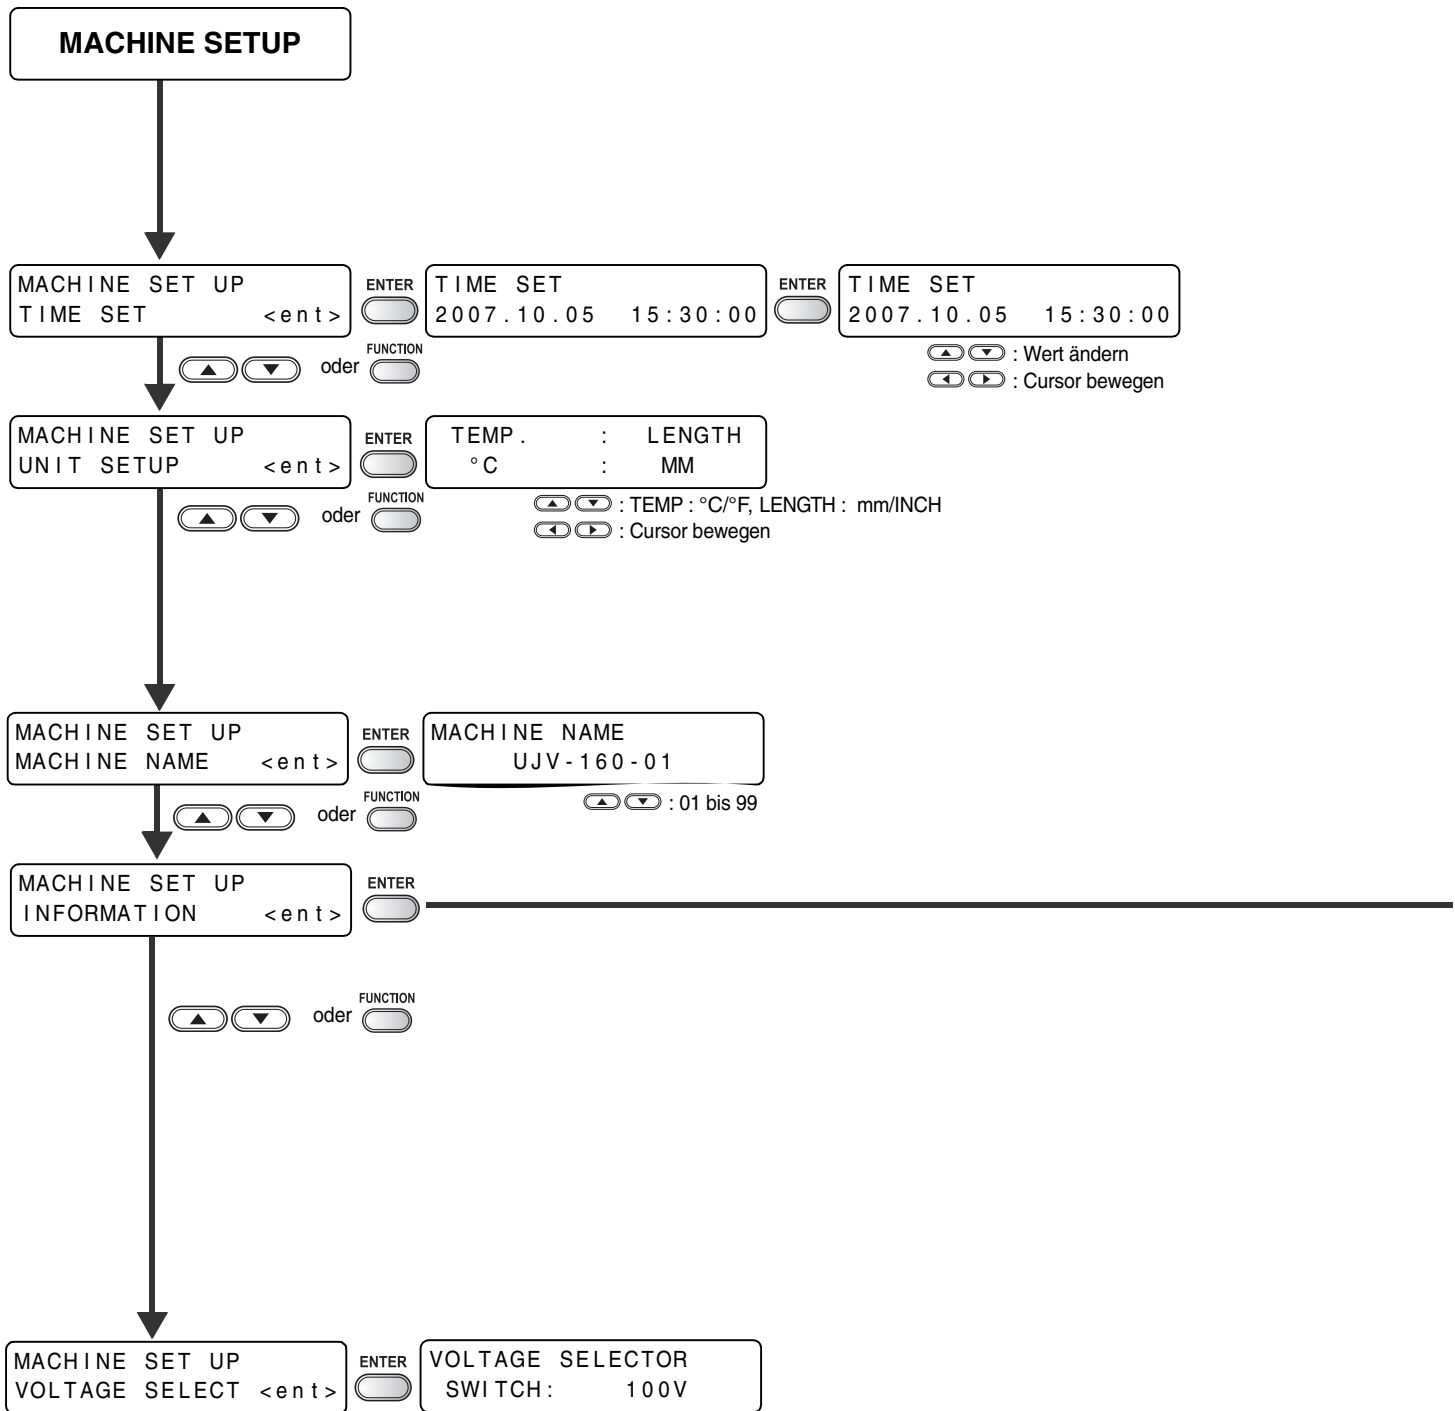 MACHINE SETUP
MACHINE SET UP
TIME SET <ent>
ENTER
TIME SET
2007.10.05 15:30:00
ENTER
TIME SET
2007.10.05 15:30:00
oder FUNCTION
: Wert ändern
: Cursor bewegen
MACHINE SET UP
UNIT SETUP <ent>
ENTER
TEMP. : LENGTH
°C : MM
oder FUNCTION
: TEMP : °C/°F, LENGTH : mm/INCH
: Cursor bewegen
MACHINE SET UP
MACHINE NAME <ent>
ENTER
MACHINE NAME
UJV-160-01
oder FUNCTION
: 01 bis 99
MACHINE SET UP
INFORMATION <ent>
ENTER
oder FUNCTION
MACHINE SET UP
VOLTAGE SELECT <ent>
ENTER
VOLTAGE SELECTOR
SWITCH: 100V